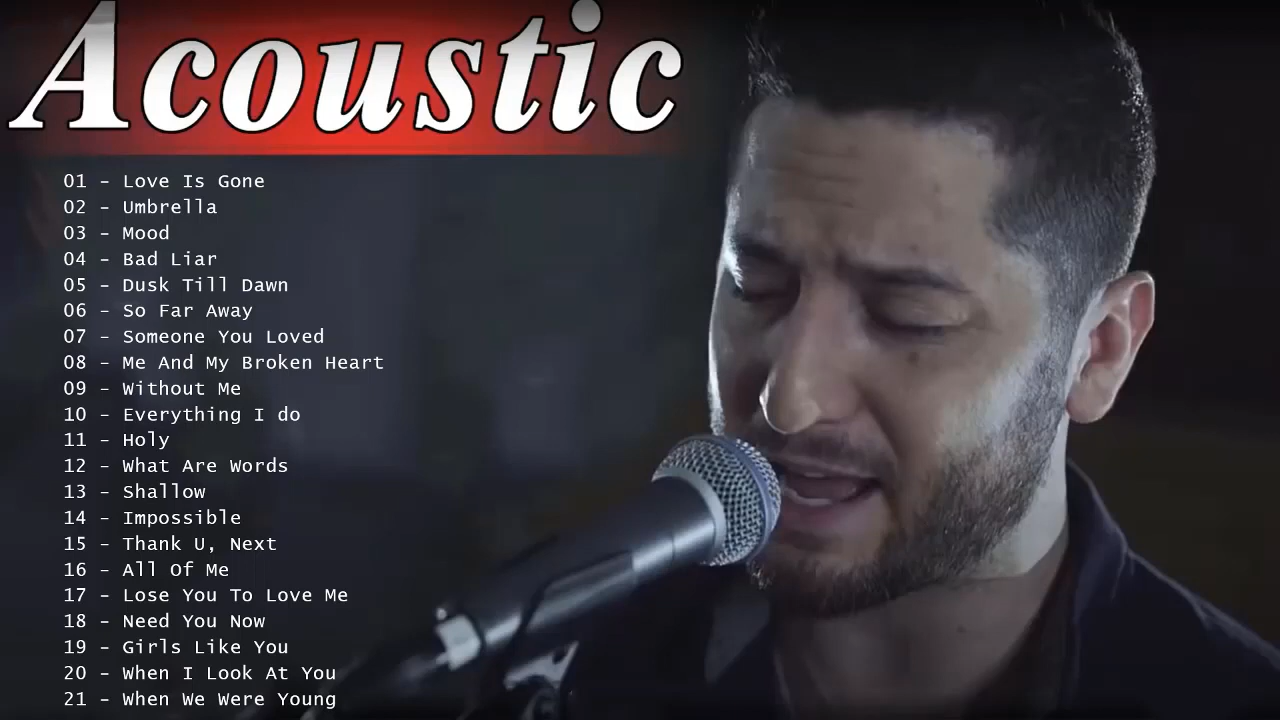 Acoustic
01 - Love Is Gone
02 - Umbrella
03 - Mood
04 - Bad Liar
05 - Dusk Till Dawn
06 - So Far Away
07 - Someone You Loved
08 - Me And My Broken Heart
09 - Without Me
10 - Everything I do
11 - Holy
12 - What Are Words
13 - Shallow
14 - Impossible
15 - Thank U, Next
16 - All Of Me
17 - Lose You To Love Me
18 - Need You Now
19 - Girls Like You
20 - When I Look At You
21 - When We Were Young